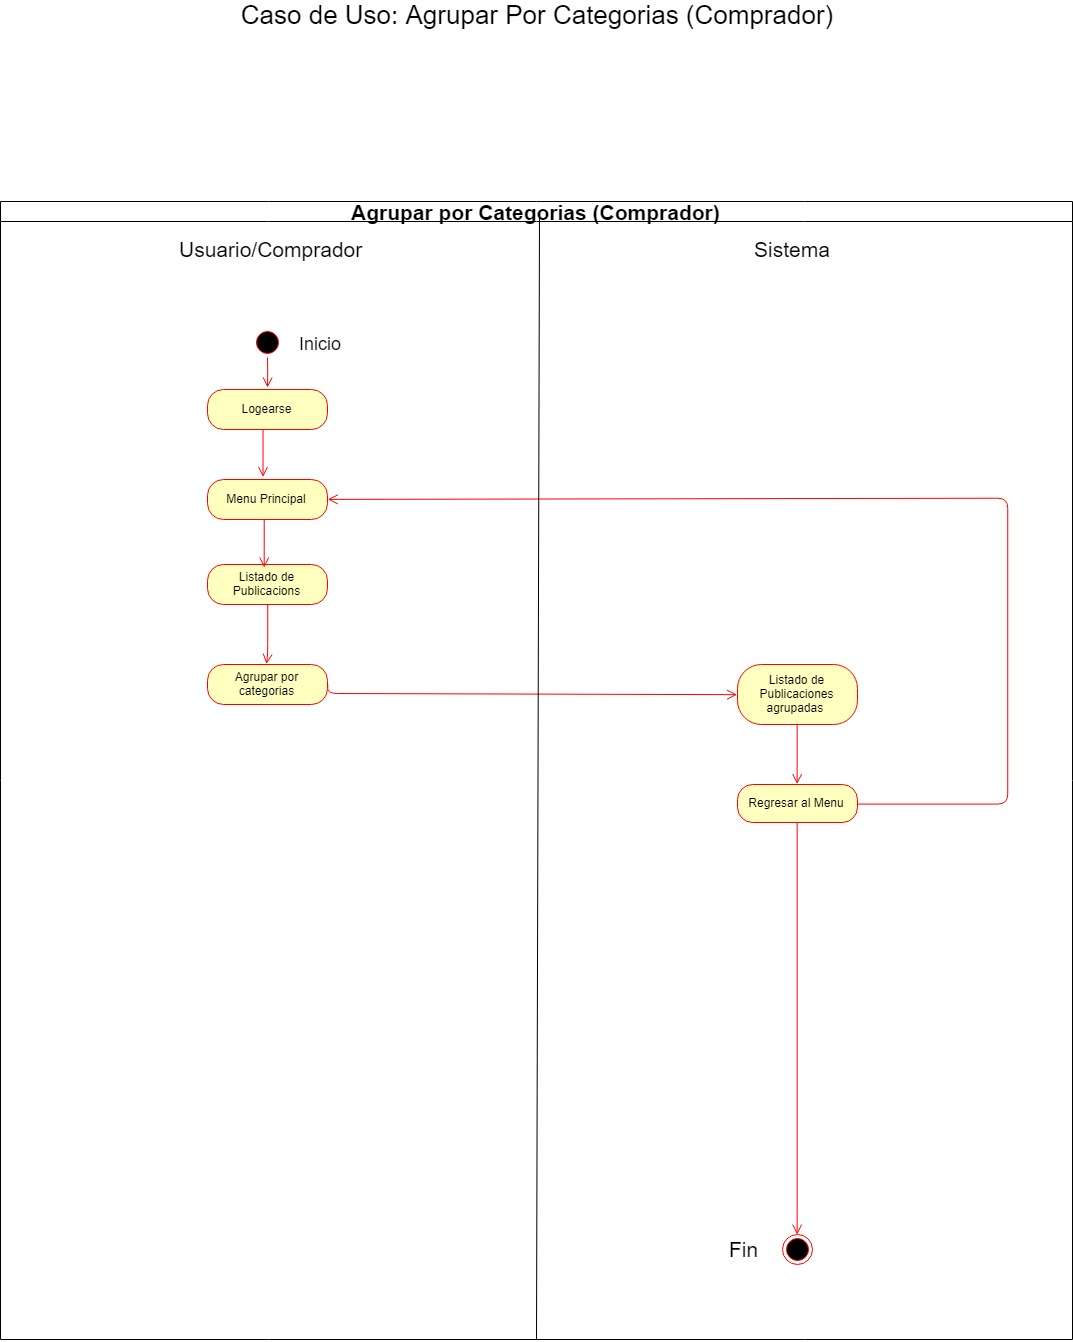 Caso de Uso: Agrupar Por Categorias (Comprador)
Agrupar por Categorias (Comprador)
Usuario/Comprador
Sistema
Inicio
Logearse
Menu Principal
Listado de
Publicacions
Agrupar por
categorias
Listado de
Publicaciones
agrupadas
Regresar al Menu
Fin